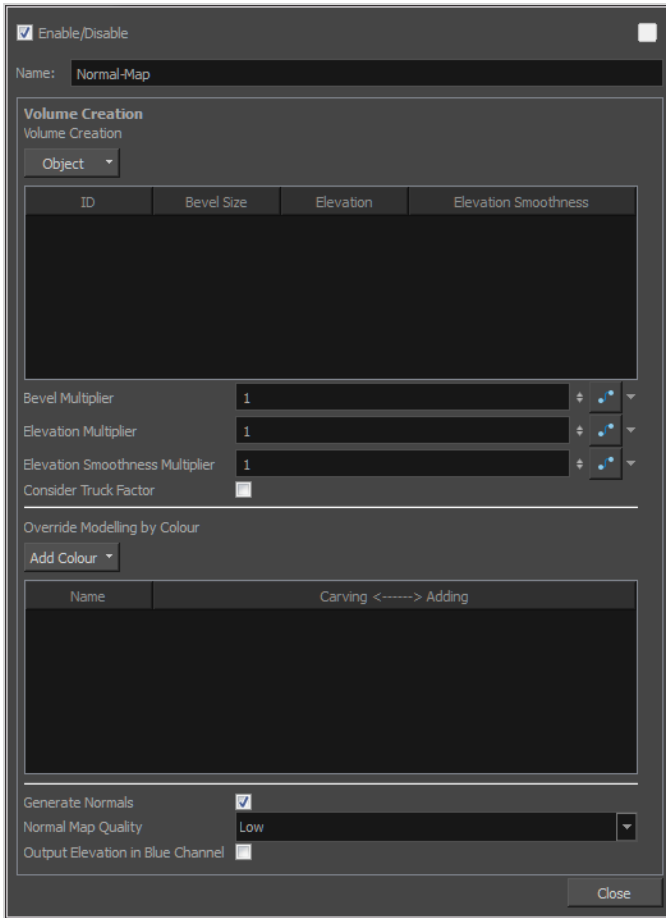 Enable/Disable
Name: Normal-Map
Volume Creation
Volume Creation
Object
ID Bevel Size Elevation Elevation Smoothness
Bevel Multiplier 1
Elevation Multiplier 1
Elevation Smoothness Multiplier 1
Consider Truck Factor
Override Modelling by Colour
Add Colour
Name Carving <------> Adding
Generate Normals
Normal Map Quality Low
Output Elevation in Blue Channel
Close